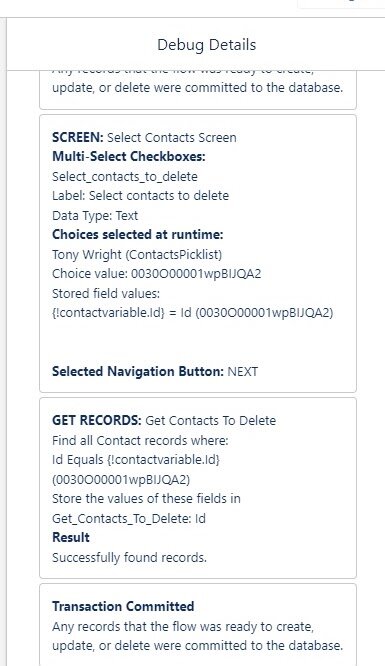 Debug Details
Any records that the flow was ready to create,
update, or delete were committed to the database.
SCREEN: Select Contacts Screen
Multi-Select Checkboxes:
Select_contacts_to_delete
Label: Select contacts to delete
Data Type: Text
Choices selected at runtime:
Tony Wright (ContactsPicklist)
Choice value: 0030O00001wpBIJQA2
Stored field values:
{!contactvariable.Id} = Id (0030O00001wpBIJQA2)
Selected Navigation Button: NEXT
GET RECORDS: Get Contacts To Delete
Find all Contact records where:
Id Equals {!contactvariable.Id}
(0030O00001wpBIJQA2)
Store the values of these fields in
Get_Contacts_To_Delete: Id
Result
Successfully found records.
Transaction Committed
Any records that the flow was ready to create,
update, or delete were committed to the database.